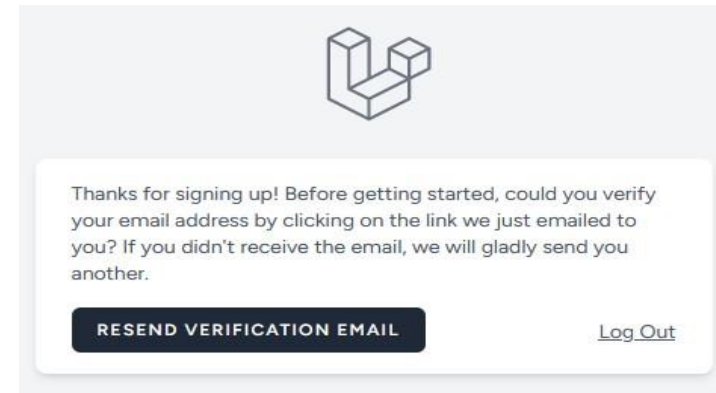 Thanks for signing up! Before getting started, could you verify
your email address by clicking on the link we just emailed to
you? If you didn't receive the email, we will gladly send you
another.
RESEND VERIFICATION EMAIL
Log Out